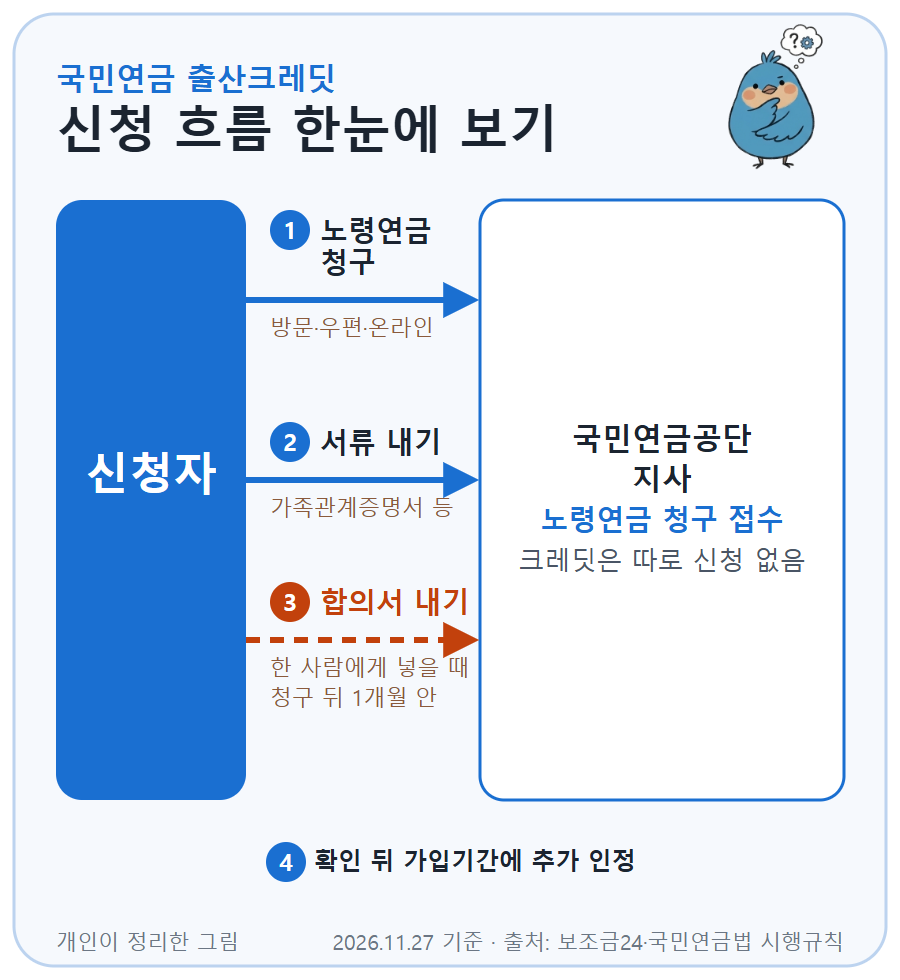 국민연금 출산크레딧
신청 흐름 한눈에 보기
?
신청자
1 노령연금
청구
방문·우편·온라인
2 서류 내기
가족관계증명서 등
3 합의서 내기
한 사람에게 넣을 때
청구 뒤 1개월 안
국민연금공단
지사
노령연금 청구 접수
크레딧은 따로 신청 없음
4 확인 뒤 가입기간에 추가 인정
개인이 정리한 그림
2026.11.27 기준 · 출처: 보조금24·국민연금법 시행규칙